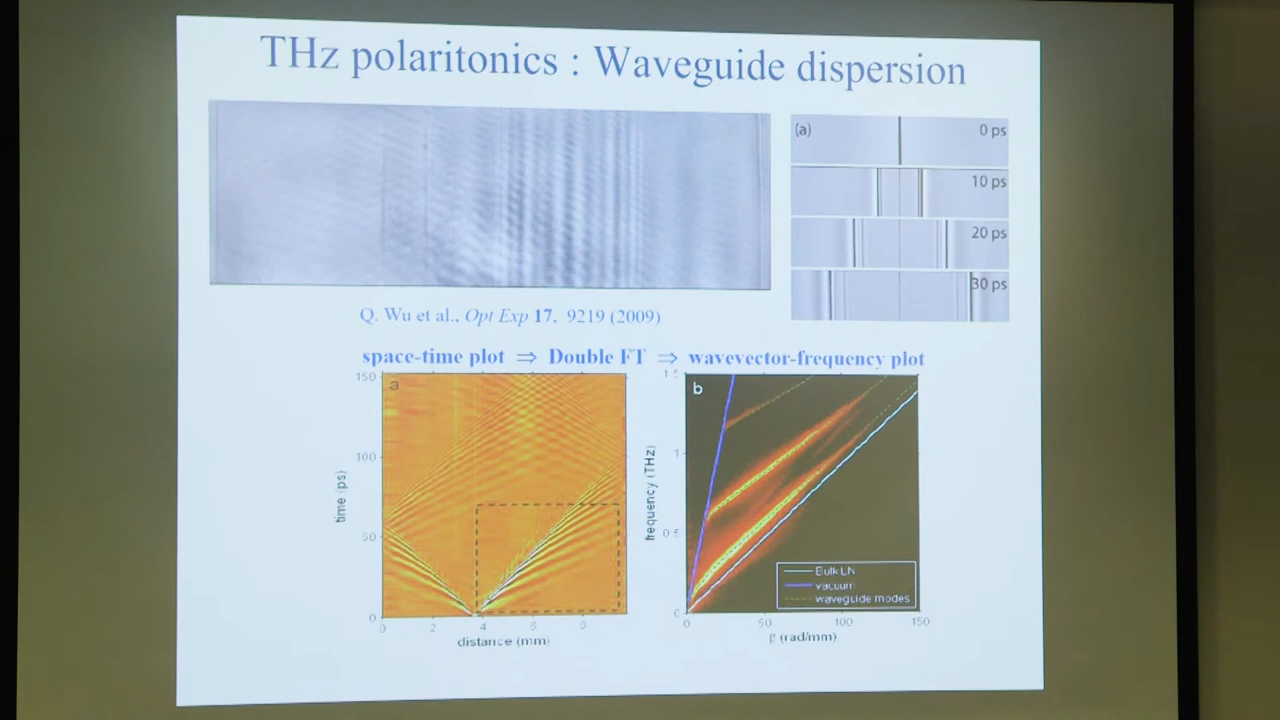 THz polaritonics : Waveguide dispersion
(a)
0 ps
10 ps
20 ps
30 ps
Q. Wu et al., Opt Exp 17, 9219 (2009)
space-time plot ⇒ Double FT ⇒ wavevector-frequency plot
a
150
100
50
0
time (ps)
0 2 4 6 8
distance (mm)
b
1.5
1
0.5
0
frequency (THz)
Bulk LN
vacuum
waveguide modes
0 50 100 150
β (rad/mm)